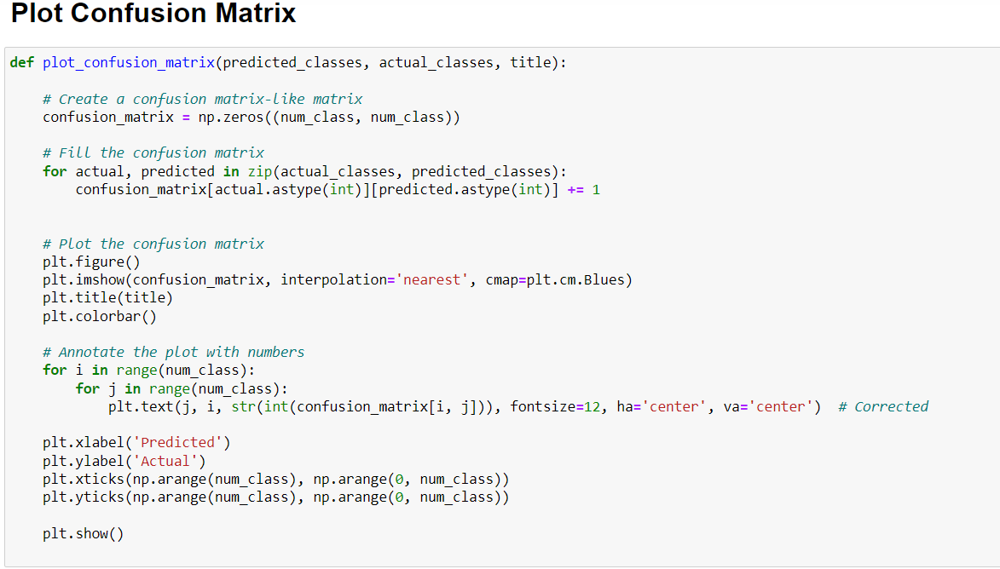 Plot Confusion Matrix
def plot_confusion_matrix(predicted_classes, actual_classes, title):
    # Create a confusion matrix-like matrix
    confusion_matrix = np.zeros((num_class, num_class))
    # Fill the confusion matrix
    for actual, predicted in zip(actual_classes, predicted_classes):
        confusion_matrix[actual.astype(int)][predicted.astype(int)] += 1
    # Plot the confusion matrix
    plt.figure()
    plt.imshow(confusion_matrix, interpolation='nearest', cmap=plt.cm.Blues)
    plt.title(title)
    plt.colorbar()
    # Annotate the plot with numbers
    for i in range(num_class):
        for j in range(num_class):
            plt.text(j, i, str(int(confusion_matrix[i, j])), fontsize=12, ha='center', va='center')  # Corrected
    plt.xlabel('Predicted')
    plt.ylabel('Actual')
    plt.xticks(np.arange(num_class), np.arange(0, num_class))
    plt.yticks(np.arange(num_class), np.arange(0, num_class))
    plt.show()